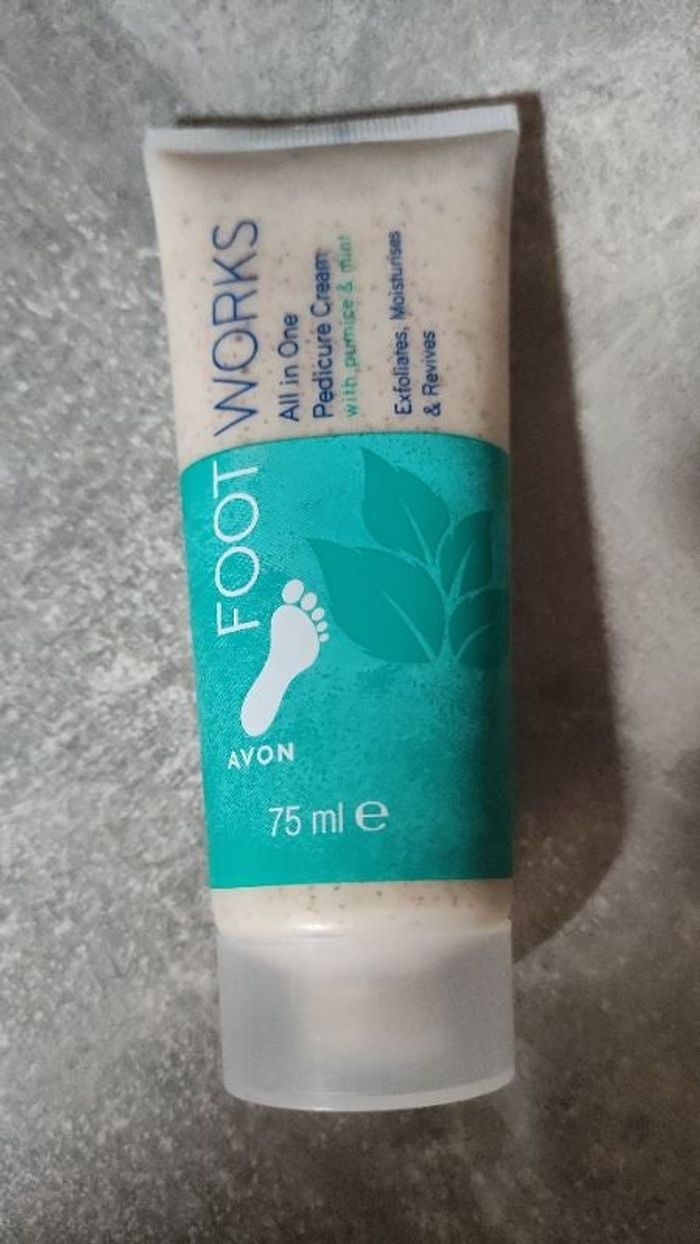 FOOT WORKS
All in One
Pedicure Cream
with pumice & mint
Exfoliates, Moisturises
& Revives
AVON
75 ml e